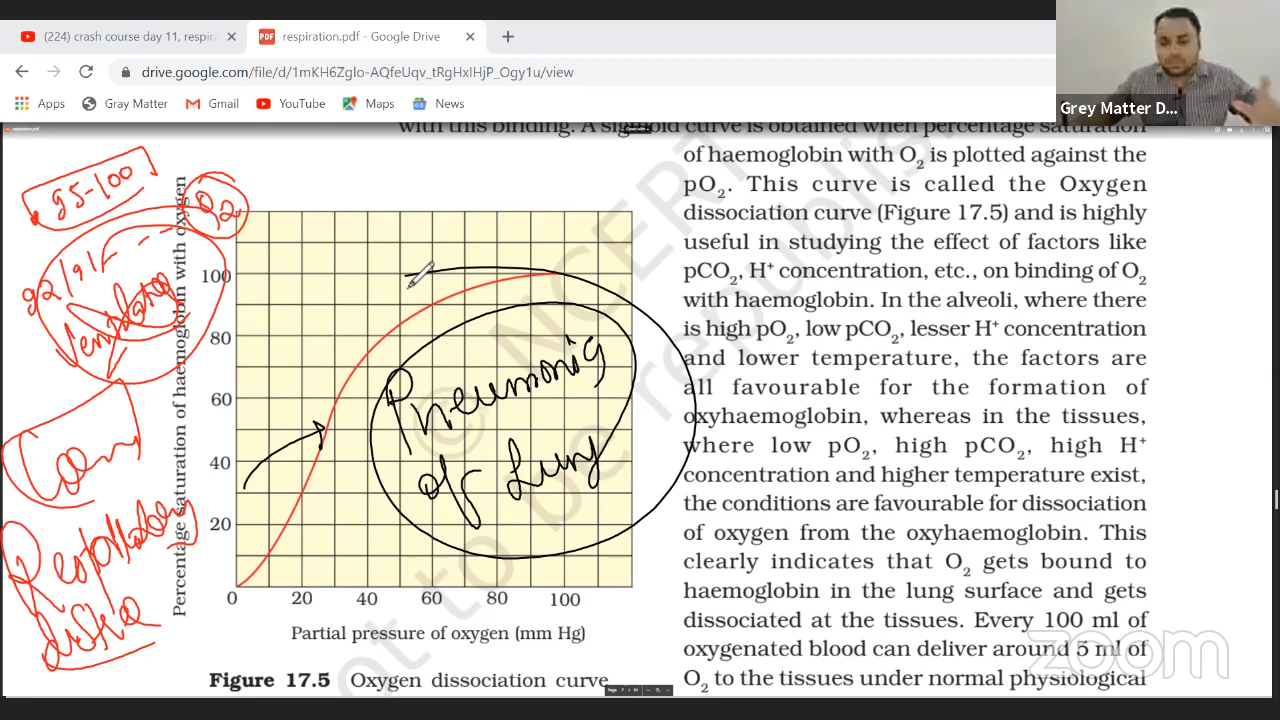 (224) crash course day 11, respir
respiration.pdf - Google Drive
drive.google.com/file/d/1mKH6Zglo-AQfeUqv_tRgHxIHjP_Ogy1u/view
Apps
Gray Matter
Gmail
YouTube
Maps
News
Grey Matter D...
with this binding. A sigmoid curve is obtained when percentage saturation
of haemoglobin with O2 is plotted against the
pO2. This curve is called the Oxygen
dissociation curve (Figure 17.5) and is highly
useful in studying the effect of factors like
pCO2, H+ concentration, etc., on binding of O2
with haemoglobin. In the alveoli, where there
is high pO2, low pCO2, lesser H+ concentration
and lower temperature, the factors are
all favourable for the formation of
oxyhaemoglobin, whereas in the tissues,
where low pO2, high pCO2, high H+
concentration and higher temperature exist,
the conditions are favourable for dissociation
of oxygen from the oxyhaemoglobin. This
clearly indicates that O2 gets bound to
haemoglobin in the lung surface and gets
dissociated at the tissues. Every 100 ml of
oxygenated blood can deliver around 5 ml of
O2 to the tissues under normal physiological
95-100
O2
92/91
Pneumonia
of Lung
Percentage saturation of haemoglobin with oxygen
100
80
60
40
20
0 20 40 60 80 100
Partial pressure of oxygen (mm Hg)
Figure 17.5 Oxygen dissociation curve
© NCERT
not to be republished
zoom